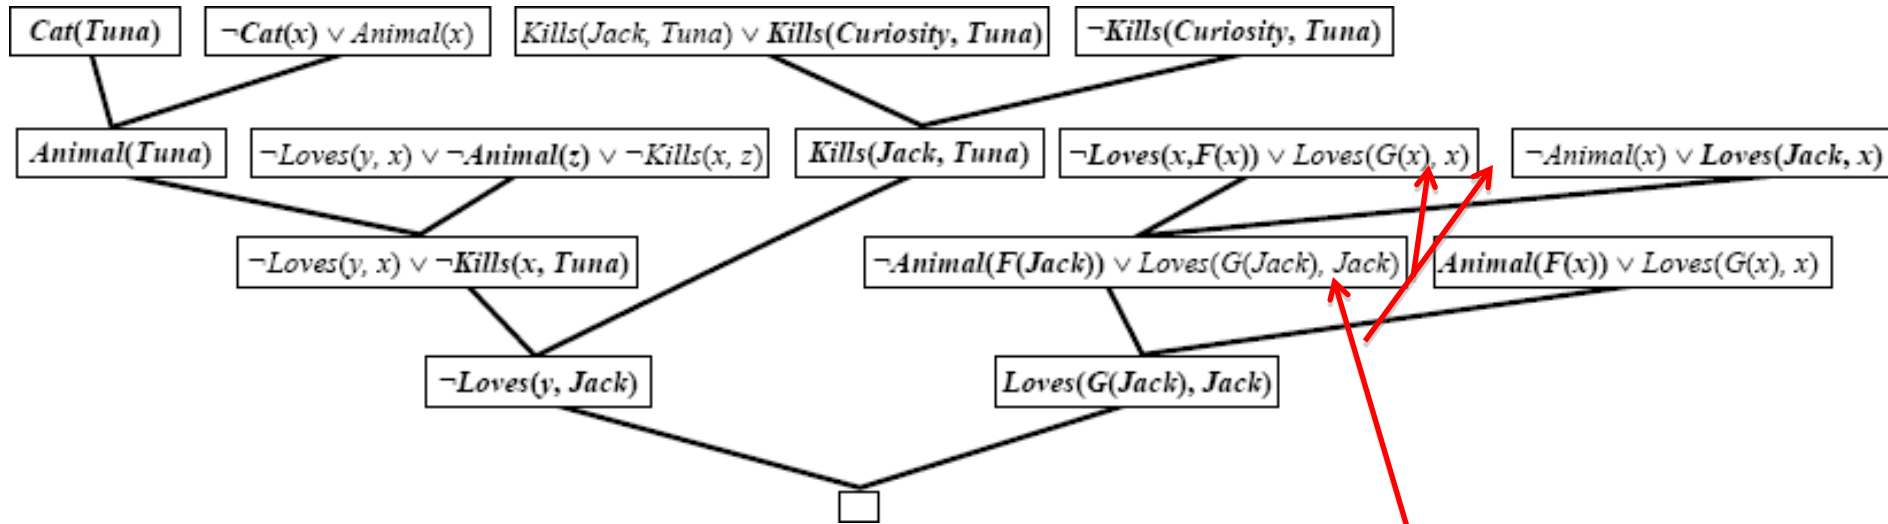 Cat(Tuna)
¬Cat(x) ∨ Animal(x)
Kills(Jack, Tuna) ∨ Kills(Curiosity, Tuna)
¬Kills(Curiosity, Tuna)
Animal(Tuna)
¬Loves(y, x) ∨ ¬Animal(z) ∨ ¬Kills(x, z)
Kills(Jack, Tuna)
¬Loves(x,F(x)) ∨ Loves(G(x), x)
¬Animal(x) ∨ Loves(Jack, x)
¬Loves(y, x) ∨ ¬Kills(x, Tuna)
¬Animal(F(Jack)) ∨ Loves(G(Jack), Jack)
Animal(F(x)) ∨ Loves(G(x), x)
¬Loves(y, Jack)
Loves(G(Jack), Jack)